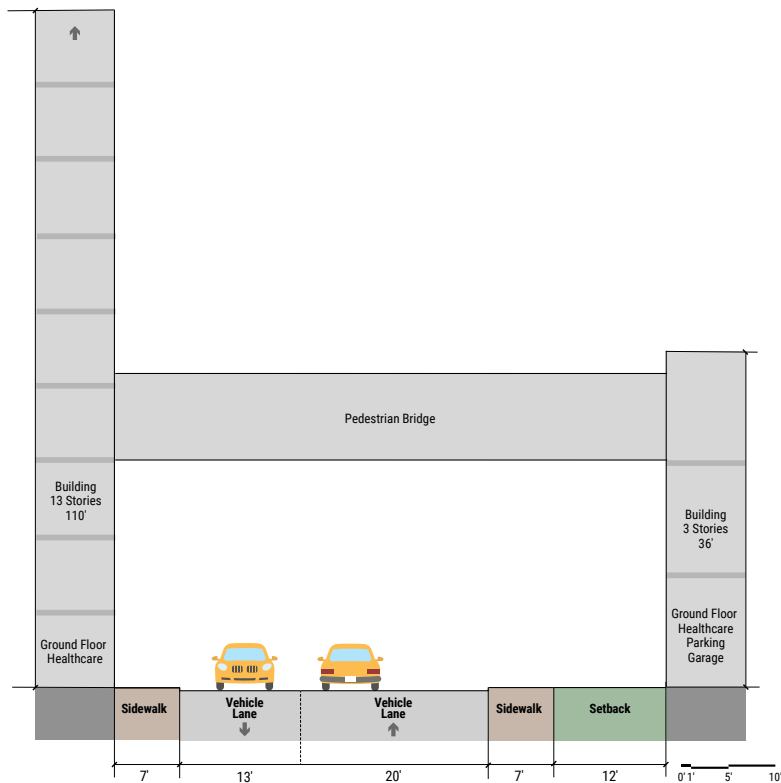 Pedestrian Bridge
Building
13 Stories
110'
Building
3 Stories
36'
Ground Floor
Healthcare
Ground Floor
Healthcare
Parking
Garage
Sidewalk
Vehicle
Lane
Vehicle
Lane
Sidewalk
Setback
7'
13'
20'
7'
12'
0' 1' 5' 10'